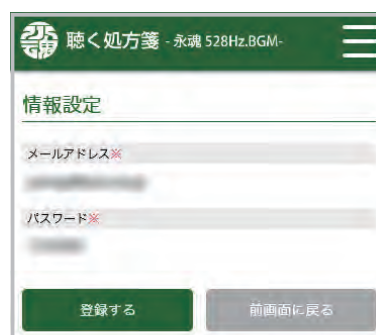 聴く処方箋 - 永魂 528Hz.BGM-
情報設定
メールアドレス※
パスワード※
登録する
前画面に戻る